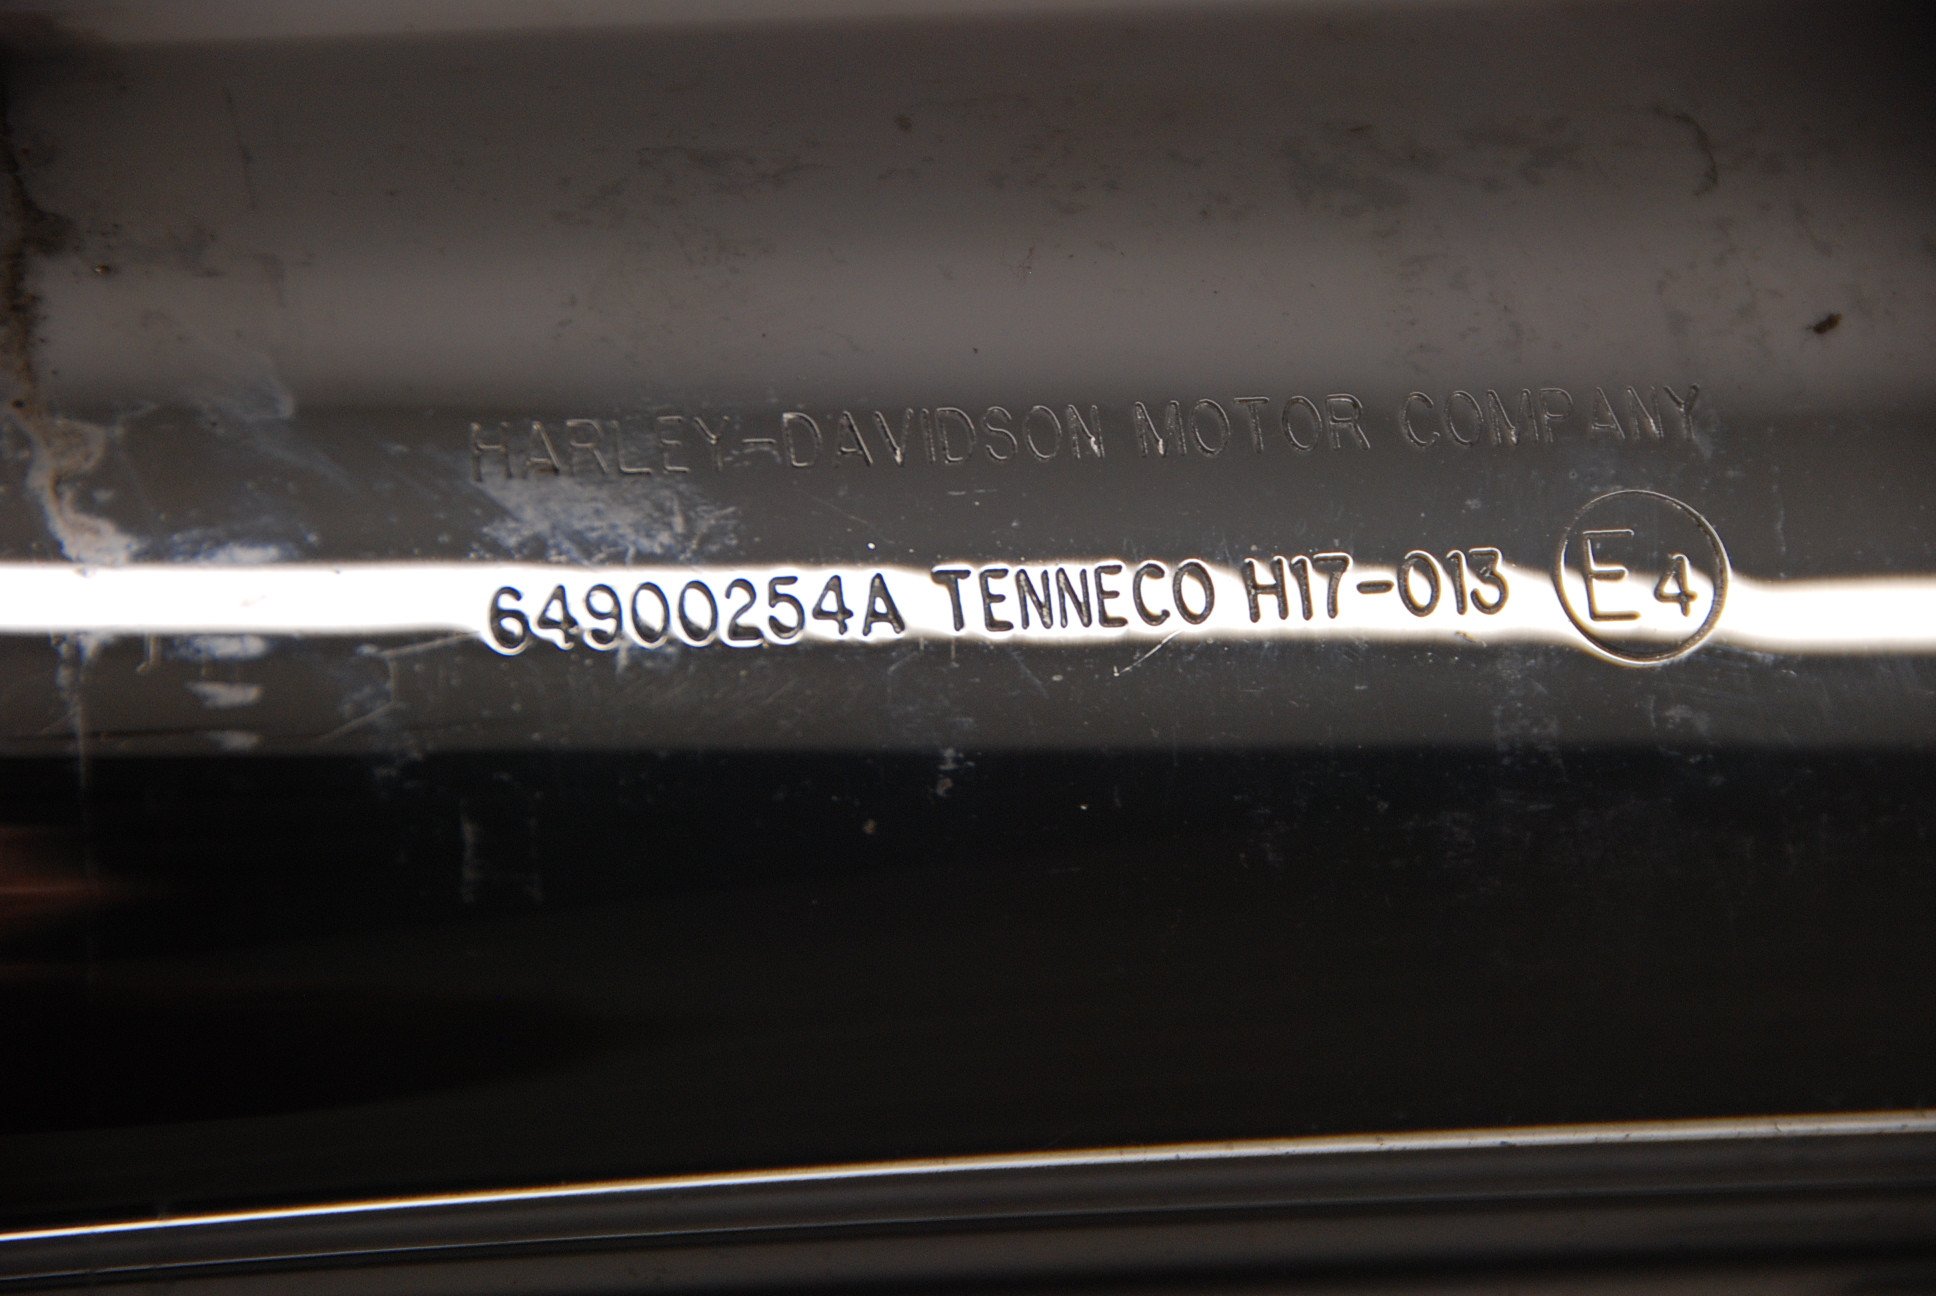 HARLEY-DAVIDSON MOTOR COMPANY
64900254A TENNECO H17-013 E4